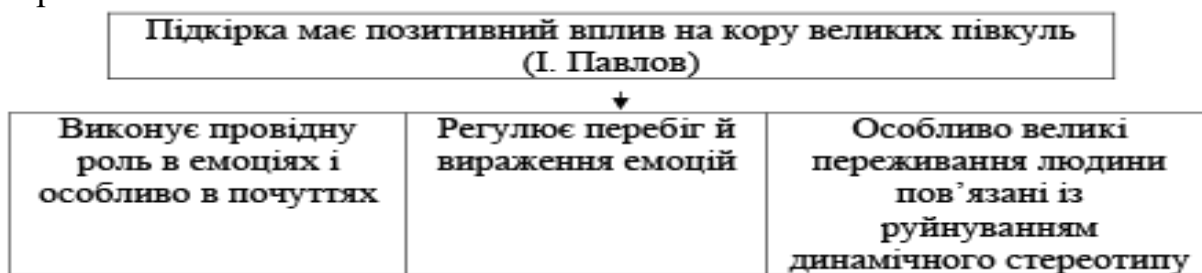 Підкірка має позитивний вплив на кору великих півкуль
(І. Павлов)
Виконує провідну
роль в емоціях і
особливо в почуттях
Регулює перебіг й
вираження емоцій
Особливо великі
переживання людини
пов’язані із
руйнуванням
динамічного стереотипу